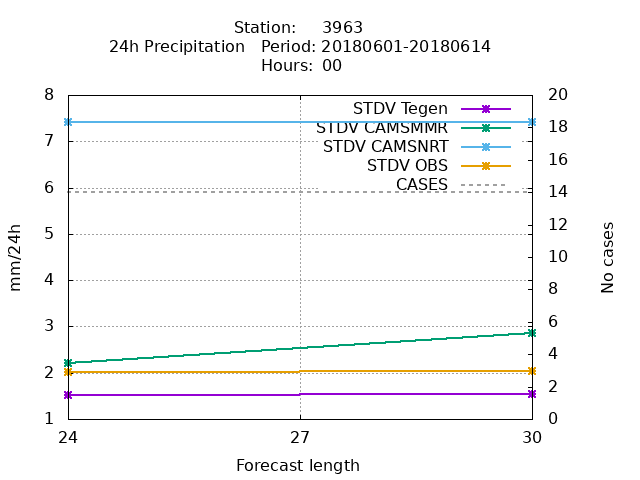 Station: 3963
24h Precipitation Period: 20180601-20180614
Hours: 00
STDV Tegen
STDV CAMSMMR
STDV CAMSNRT
STDV OBS
CASES
8
7
6
5
4
3
2
1
mm/24h
20
18
16
14
12
10
8
6
4
2
0
No cases
24 27 30
Forecast length